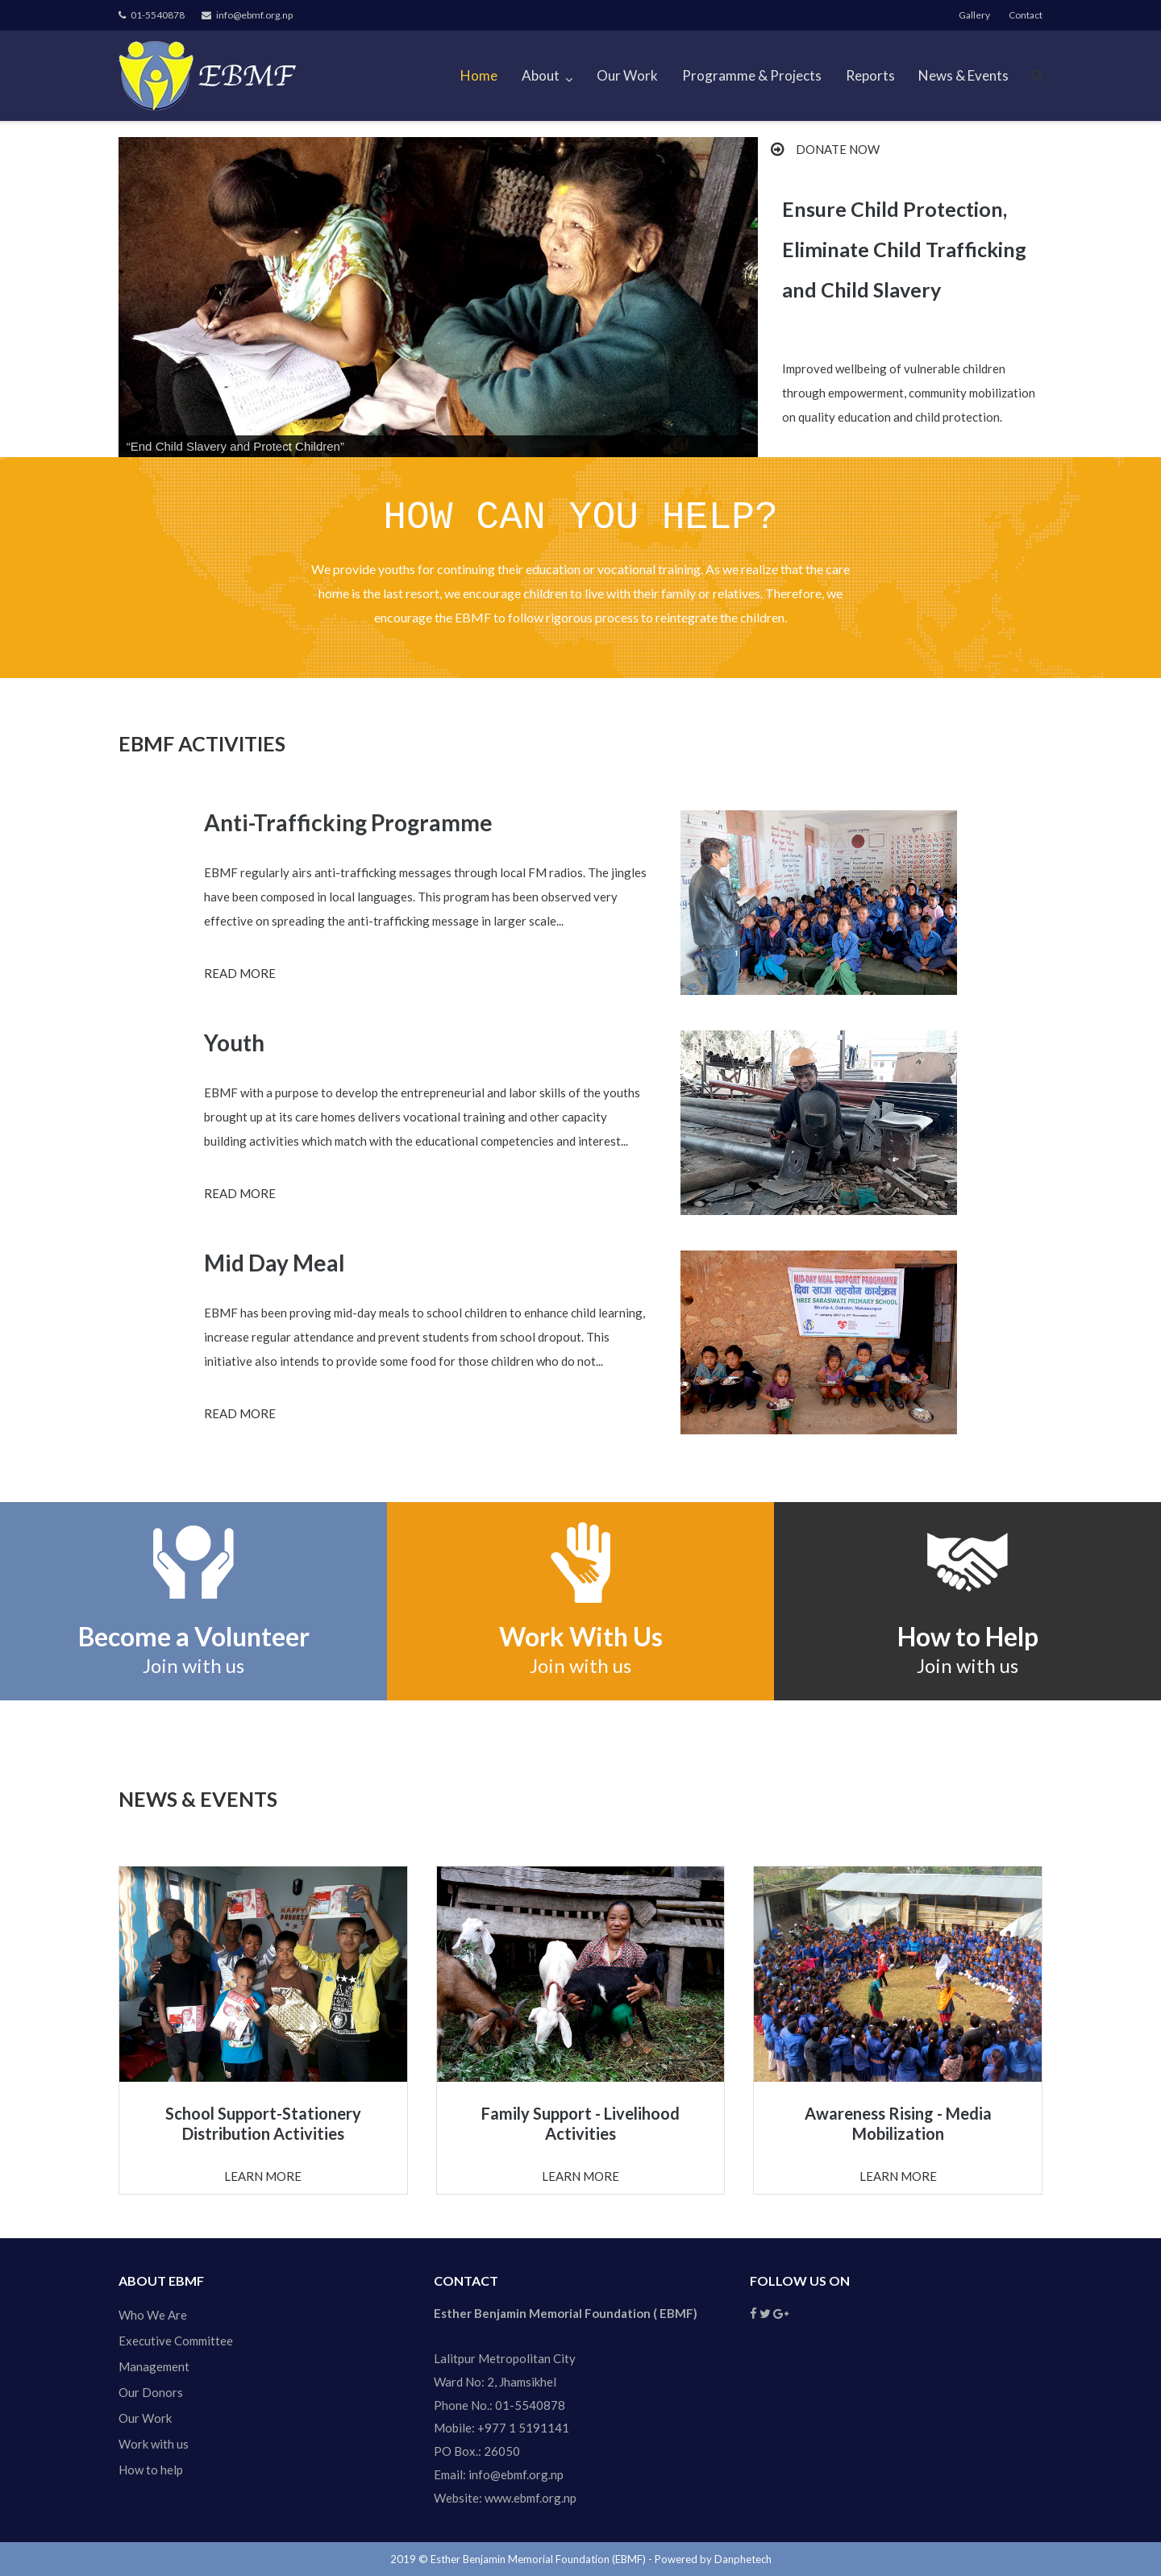 01-5540878 info@ebmf.org.np Gallery Contact
EBMF
Home About Our Work Programme & Projects Reports News & Events
“End Child Slavery and Protect Children”
DONATE NOW
Ensure Child Protection,
Eliminate Child Trafficking
and Child Slavery
Improved wellbeing of vulnerable children
through empowerment, community mobilization
on quality education and child protection.
HOW CAN YOU HELP?
We provide youths for continuing their education or vocational training. As we realize that the care
home is the last resort, we encourage children to live with their family or relatives. Therefore, we
encourage the EBMF to follow rigorous process to reintegrate the children.
EBMF ACTIVITIES
Anti-Trafficking Programme
EBMF regularly airs anti-trafficking messages through local FM radios. The jingles
have been composed in local languages. This program has been observed very
effective on spreading the anti-trafficking message in larger scale...
READ MORE
Youth
EBMF with a purpose to develop the entrepreneurial and labor skills of the youths
brought up at its care homes delivers vocational training and other capacity
building activities which match with the educational competencies and interest...
READ MORE
Mid Day Meal
EBMF has been proving mid-day meals to school children to enhance child learning,
increase regular attendance and prevent students from school dropout. This
initiative also intends to provide some food for those children who do not...
READ MORE
MID-DAY MEAL SUPPORT PROGRAMME
दिवा खाजा सहयोग कार्यक्रम
SHREE SARASWATI PRIMARY SCHOOL
Become a Volunteer
Join with us
Work With Us
Join with us
How to Help
Join with us
NEWS & EVENTS
HAPPY
School Support-Stationery
Distribution Activities
LEARN MORE
Family Support - Livelihood
Activities
LEARN MORE
Awareness Rising - Media
Mobilization
LEARN MORE
ABOUT EBMF
Who We Are
Executive Committee
Management
Our Donors
Our Work
Work with us
How to help
CONTACT
Esther Benjamin Memorial Foundation ( EBMF)
Lalitpur Metropolitan City
Ward No: 2, Jhamsikhel
Phone No.: 01-5540878
Mobile: +977 1 5191141
PO Box.: 26050
Email: info@ebmf.org.np
Website: www.ebmf.org.np
FOLLOW US ON
2019 © Esther Benjamin Memorial Foundation (EBMF) - Powered by Danphetech